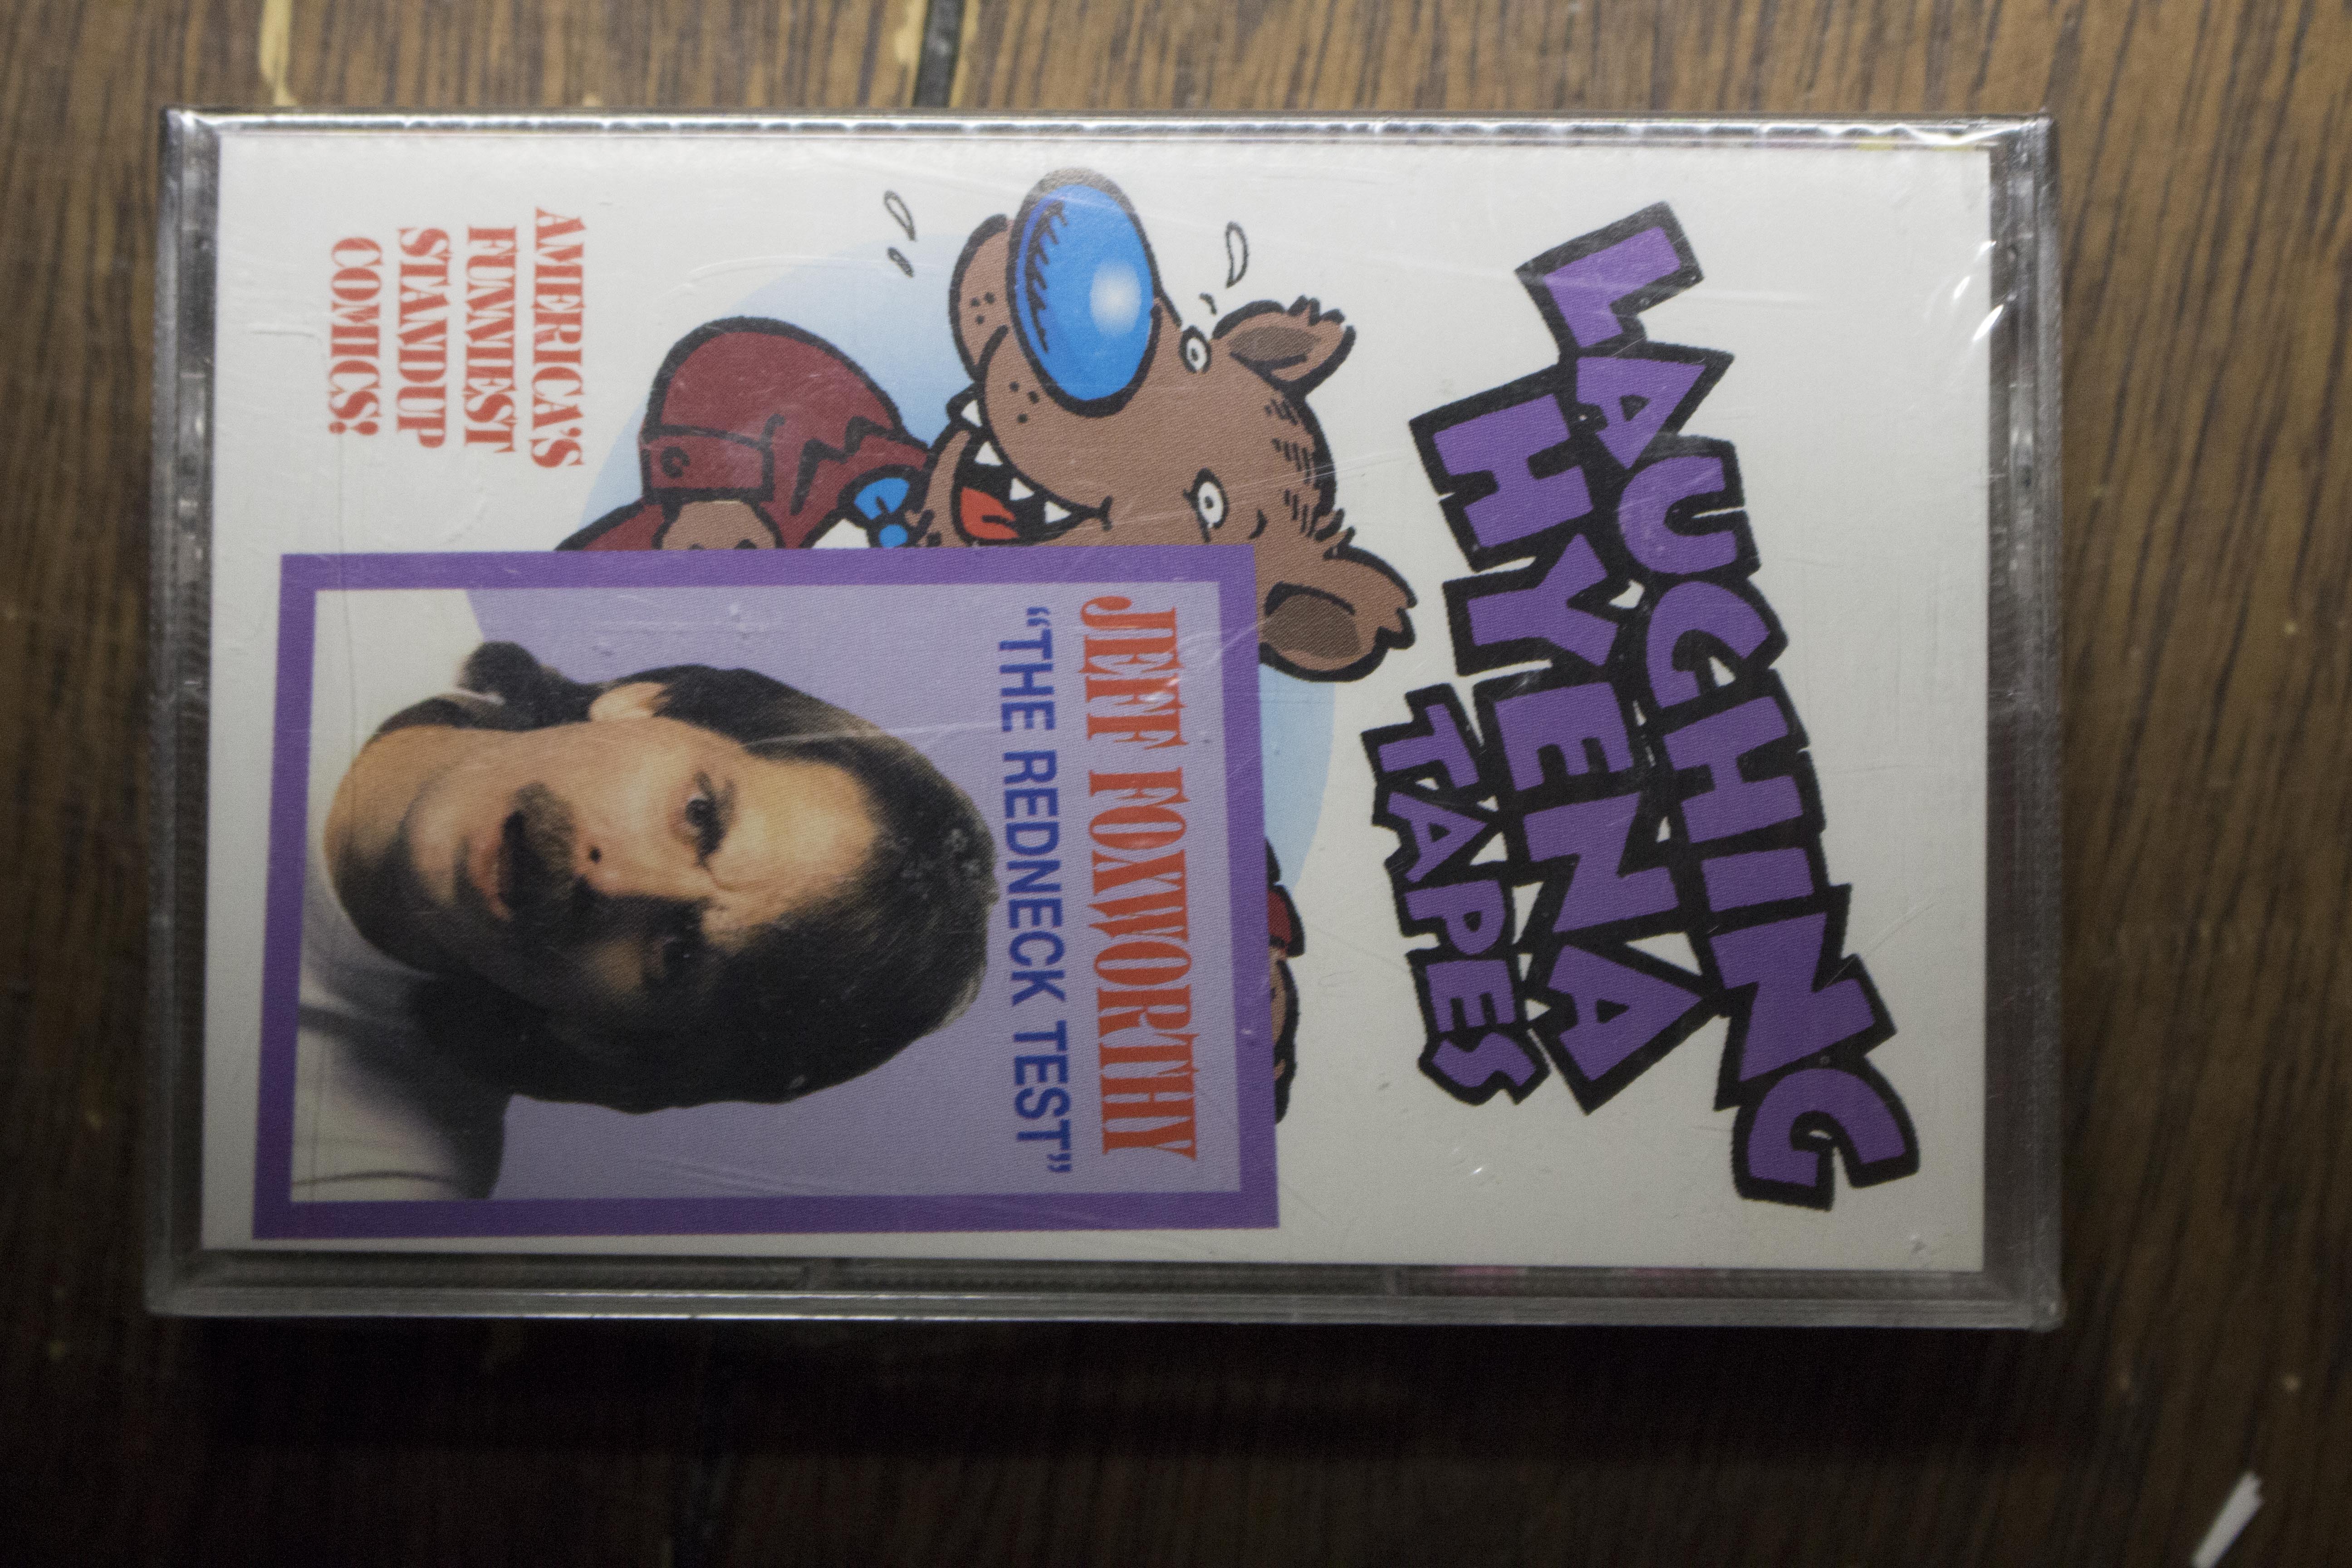 LAUGHING
HYENA
TAPES
JEFF FOXWORTHY
"THE REDNECK TEST"
AMERICA'S
FUNNIEST
STANDUP
COMICS!